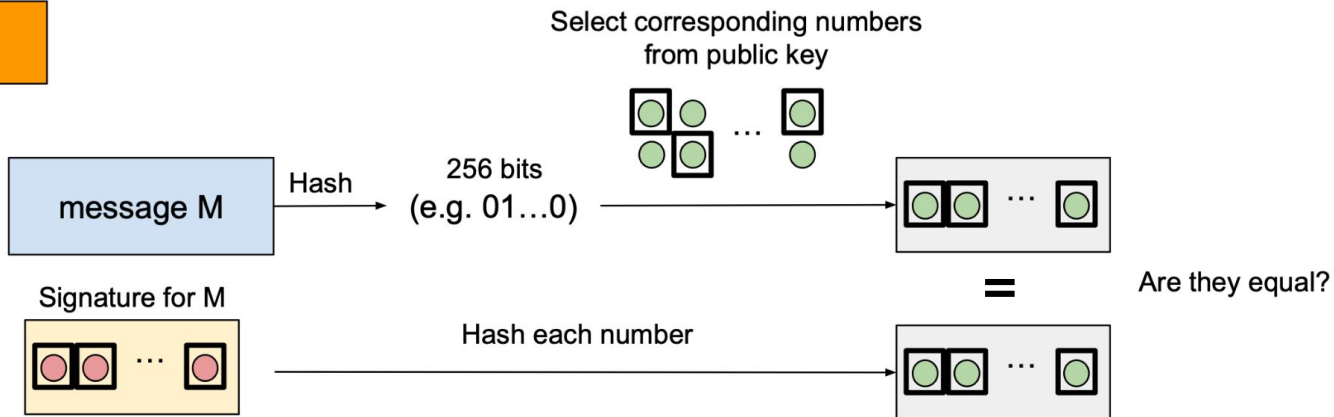 Select corresponding numbers
from public key
...
message M
Hash
256 bits
(e.g. 01...0)
...
Signature for M
=
Are they equal?
...
Hash each number
...